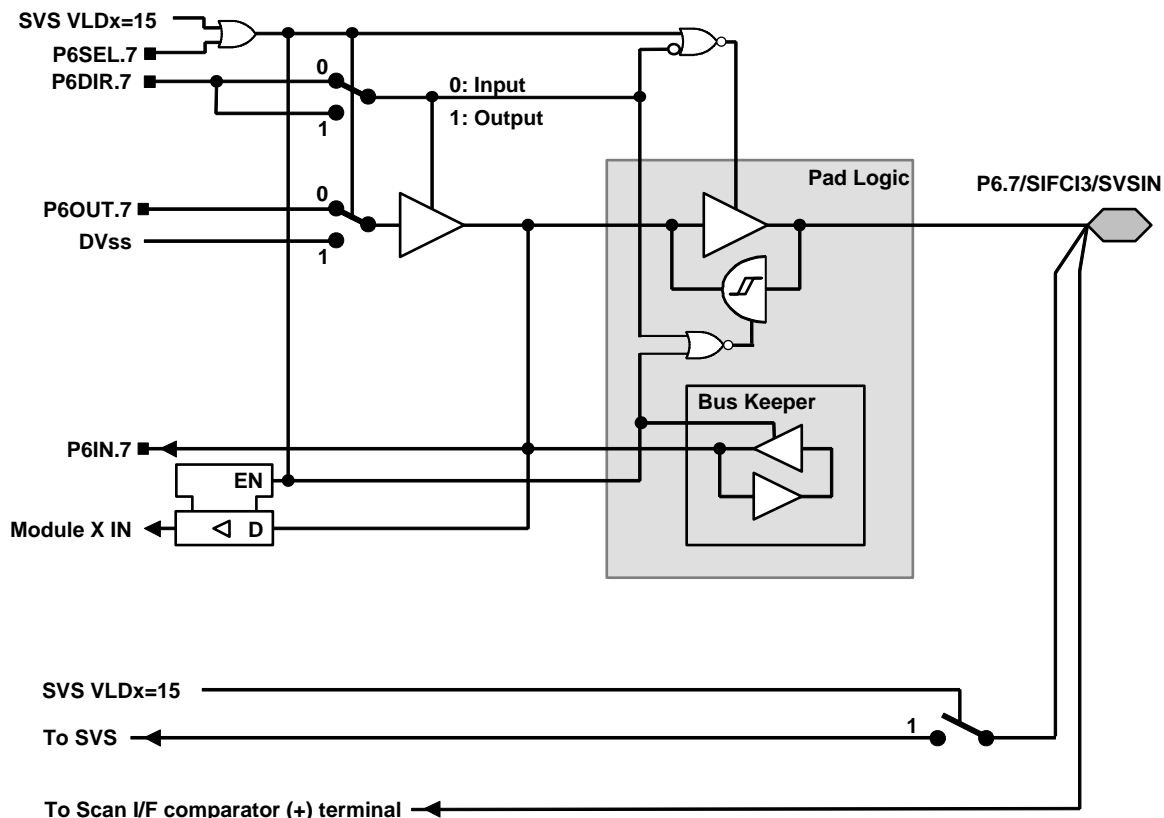 SVS VLDx=15
P6SEL.7
P6DIR.7
0
0: Input
1
1: Output
Pad Logic
P6.7/SIFCI3/SVSIN
0
P6OUT.7
DVss
1
Bus Keeper
P6IN.7
EN
Module X IN
D
SVS VLDx=15
1
To SVS
To Scan I/F comparator (+) terminal